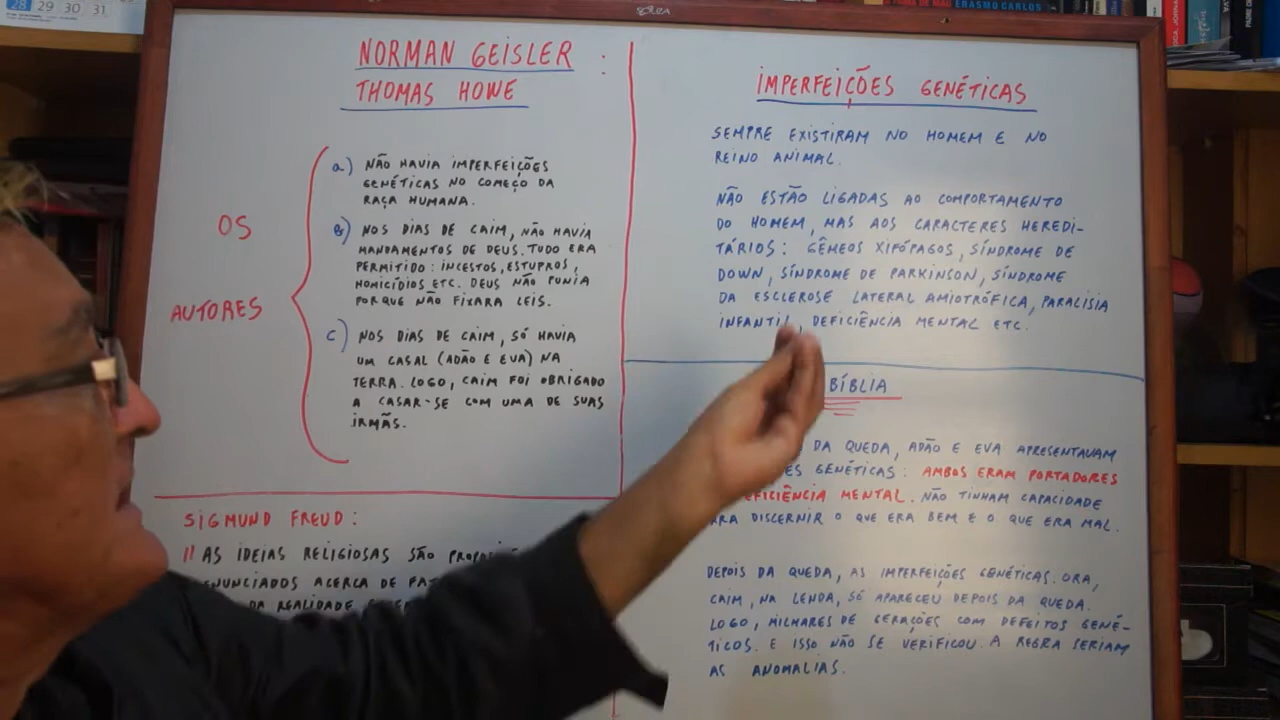 28 29 30 31
SOUZA
ERASMO CARLOS
NORMAN GEISLER :
THOMAS HOWE
OS
AUTORES
a) NÃO HAVIA IMPERFEIÇÕES
GENÉTICAS NO COMEÇO DA
RAÇA HUMANA.
B) NOS DIAS DE CAIM, NÃO HAVIA
MANDAMENTOS DE DEUS. TUDO ERA
PERMITIDO: INCESTOS, ESTUPROS,
HOMICÍDIOS ETC. DEUS NÃO PUNIA
PORQUE NÃO FIXARA LEIS.
C) NOS DIAS DE CAIM, SÓ HAVIA
UM CASAL (ADÃO E EVA) NA
TERRA. LOGO, CAIM FOI OBRIGADO
A CASAR-SE COM UMA DE SUAS
IRMÃS.
SIGMUND FREUD:
" AS IDEIAS RELIGIOSAS SÃO
ACERCA DE
DA REALIDADE
IMPERFEIÇÕES GENÉTICAS
SEMPRE EXISTIRAM NO HOMEM E NO
REINO ANIMAL.
NÃO ESTÃO LIGADAS AO COMPORTAMENTO
DO HOMEM, MAS AOS CARACTERES HEREDI-
TÁRIOS: GÊMEOS XIFÓPAGOS, SÍNDROME DE
DOWN, SÍNDROME DE PARKINSON, SÍNDROME
DA ESCLEROSE LATERAL AMIOTRÓFICA, PARALISIA
INFANTIL, DEFICIÊNCIA MENTAL ETC.
BÍBLIA
DA QUEDA, ADÃO E EVA APRESENTAVAM
GENÉTICAS: AMBOS ERAM PORTADORES
MENTAL. NÃO TINHAM CAPACIDADE
DISCERNIR O QUE ERA BEM E O QUE ERA MAL.
DEPOIS DA QUEDA, AS IMPERFEIÇÕES GENÉTICAS. ORA,
CAIM, NA LENDA, SÓ APARECEU DEPOIS DA QUEDA.
LOGO, MILHARES DE GERAÇÕES COM DEFEITOS GENÉ-
TICOS. E ISSO NÃO SE VERIFICOU. A REGRA SERIAM
AS ANOMALIAS.